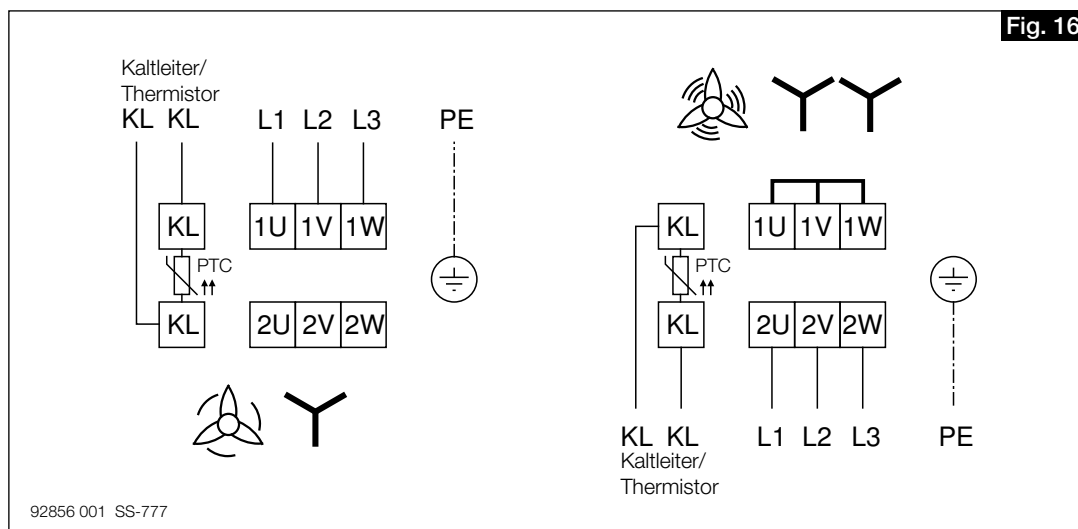 Fig. 16
Kaltleiter/
Thermistor
KL KL L1 L2 L3 PE
KL 1U 1V 1W
PTC
KL 2U 2V 2W
KL 1U 1V 1W
PTC
KL 2U 2V 2W
KL KL L1 L2 L3 PE
Kaltleiter/
Thermistor
92856 001 SS-777